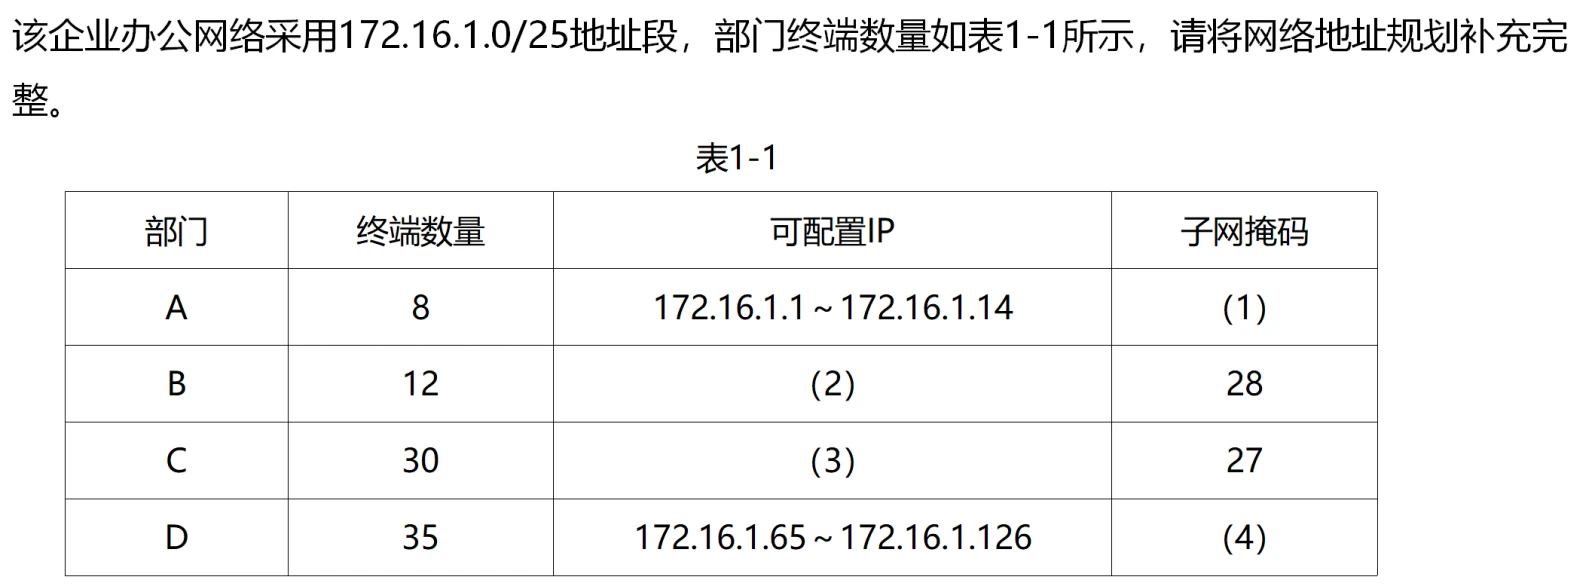 该企业办公网络采用172.16.1.0/25地址段，部门终端数量如表1-1所示，请将网络地址规划补充完
整。
表1-1
部门 终端数量 可配置IP 子网掩码
A 8 172.16.1.1～172.16.1.14 （1）
B 12 （2） 28
C 30 （3） 27
D 35 172.16.1.65～172.16.1.126 （4）